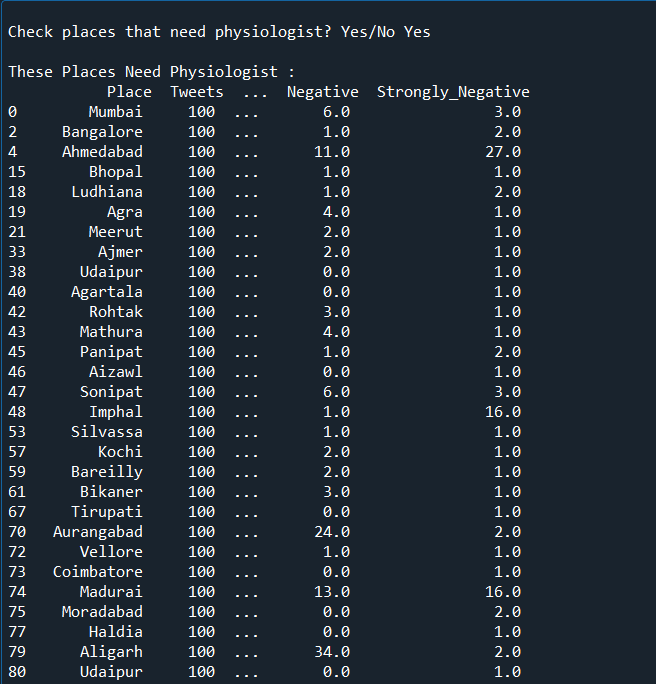 Check places that need physiologist? Yes/No Yes
These Places Need Physiologist :
Place Tweets ... Negative Strongly_Negative
0 Mumbai 100 ... 6.0 3.0
2 Bangalore 100 ... 1.0 2.0
4 Ahmedabad 100 ... 11.0 27.0
15 Bhopal 100 ... 1.0 1.0
18 Ludhiana 100 ... 1.0 2.0
19 Agra 100 ... 4.0 1.0
21 Meerut 100 ... 2.0 1.0
33 Ajmer 100 ... 2.0 1.0
38 Udaipur 100 ... 0.0 1.0
40 Agartala 100 ... 0.0 1.0
42 Rohtak 100 ... 3.0 1.0
43 Mathura 100 ... 4.0 1.0
45 Panipat 100 ... 1.0 2.0
46 Aizawl 100 ... 0.0 1.0
47 Sonipat 100 ... 6.0 3.0
48 Imphal 100 ... 1.0 16.0
53 Silvassa 100 ... 1.0 1.0
57 Kochi 100 ... 2.0 1.0
59 Bareilly 100 ... 2.0 1.0
61 Bikaner 100 ... 3.0 1.0
67 Tirupati 100 ... 0.0 1.0
70 Aurangabad 100 ... 24.0 2.0
72 Vellore 100 ... 1.0 1.0
73 Coimbatore 100 ... 0.0 1.0
74 Madurai 100 ... 13.0 16.0
75 Moradabad 100 ... 0.0 2.0
77 Haldia 100 ... 0.0 1.0
79 Aligarh 100 ... 34.0 2.0
80 Udaipur 100 ... 0.0 1.0